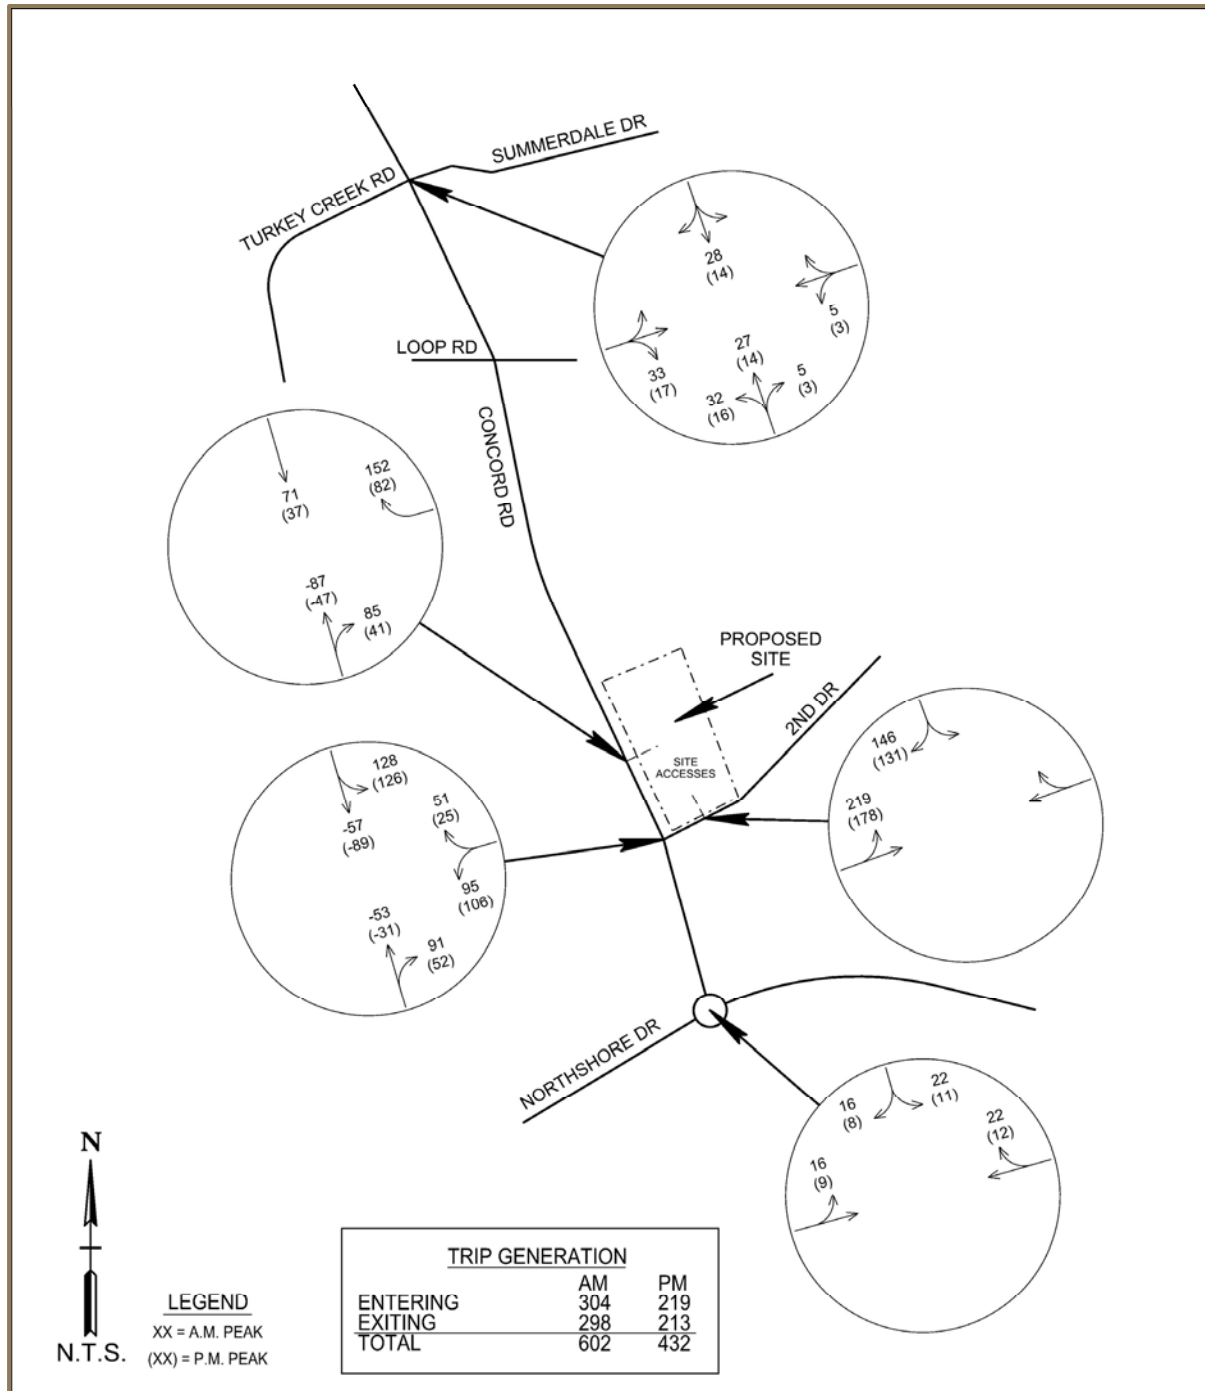 SUMMERDALE DR
TURKEY CREEK RD
28
(14)
5
(3)
LOOP RD
33
(17)
27
(14)
32
(16)
5
(3)
CONCORD RD
71
(37)
152
(82)
-87
(-47)
85
(41)
PROPOSED
SITE
2ND DR
SITE
ACCESSES
146
(131)
219
(178)
128
(126)
-57
(-89)
51
(25)
95
(106)
-53
(-31)
91
(52)
NORTHSHORE DR
16
(8)
22
(11)
22
(12)
16
(9)
N
N.T.S.
LEGEND
XX = A.M. PEAK
(XX) = P.M. PEAK
TRIP GENERATION
AM PM
ENTERING 304 219
EXITING 298 213
TOTAL 602 432